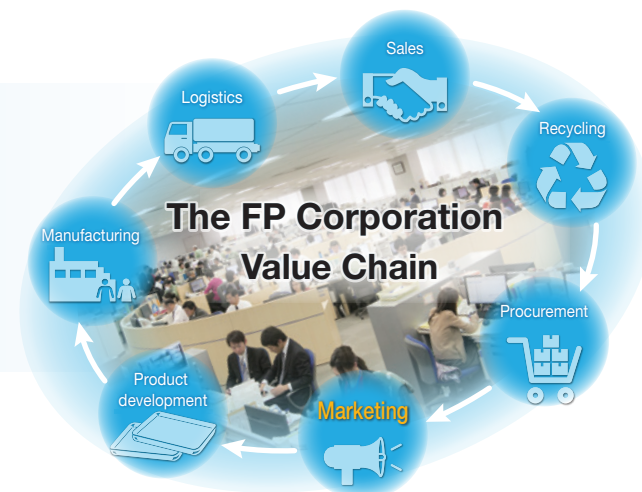 Sales
Logistics
Recycling
The FP Corporation
Value Chain
Manufacturing
Procurement
Product
development
Marketing